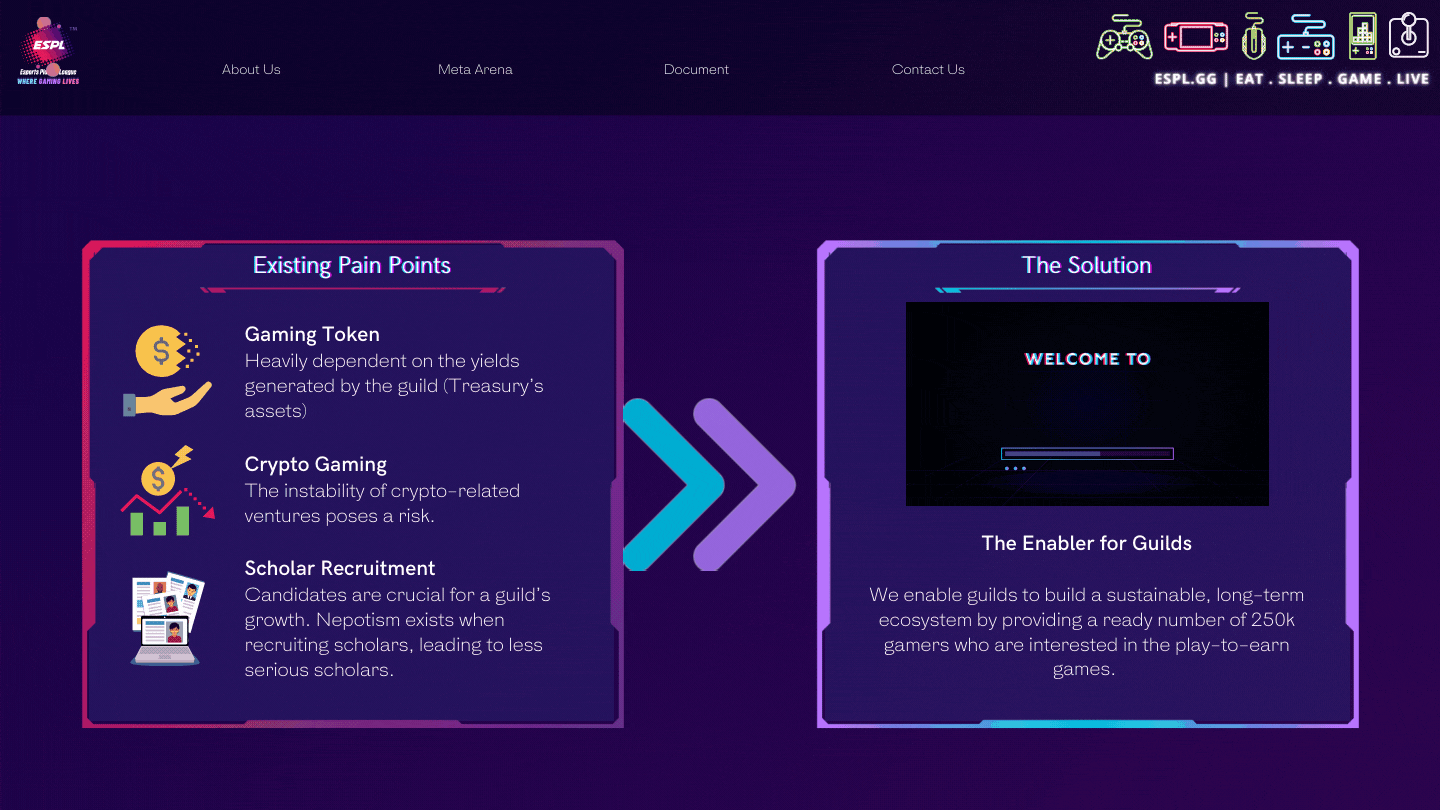 ESPL
TM
WHERE GAMING LIVES
About Us
Meta Arena
Document
Contact Us
ESPL.GG | EAT . SLEEP . GAME . LIVE
Existing Pain Points
Gaming Token
Heavily dependent on the yields
generated by the guild (Treasury's
assets)
Crypto Gaming
The instability of crypto-related
ventures poses a risk.
Scholar Recruitment
Candidates are crucial for a guild's
growth. Nepotism exists when
recruiting scholars, leading to less
serious scholars.
The Solution
WELCOME TO
The Enabler for Guilds
We enable guilds to build a sustainable, long-term
ecosystem by providing a ready number of 250k
gamers who are interested in the play-to-earn
games.